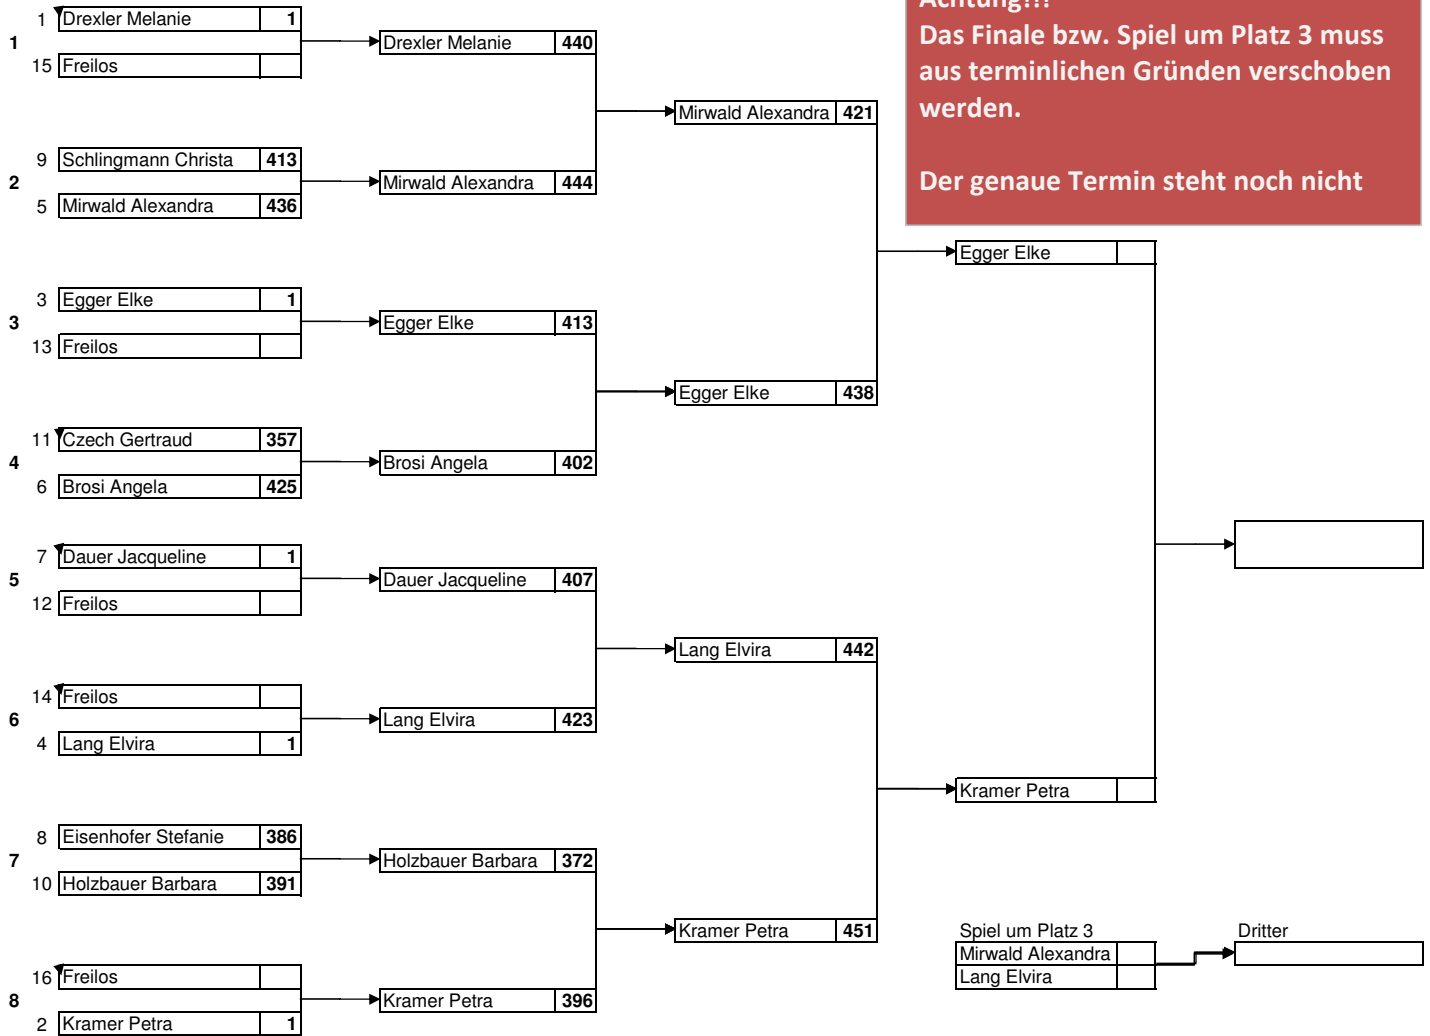 Achtung!!!
Das Finale bzw. Spiel um Platz 3 muss
aus terminlichen Gründen verschoben
werden.
Der genaue Termin steht noch nicht
1 Drexler Melanie 1
1
15 Freilos
Drexler Melanie 440
9 Schlingmann Christa 413
2
5 Mirwald Alexandra 436
Mirwald Alexandra 444
Mirwald Alexandra 421
3 Egger Elke 1
3
13 Freilos
Egger Elke 413
11 Czech Gertraud 357
4
6 Brosi Angela 425
Brosi Angela 402
Egger Elke 438
Egger Elke
7 Dauer Jacqueline 1
5
12 Freilos
Dauer Jacqueline 407
14 Freilos
6
4 Lang Elvira 1
Lang Elvira 423
Lang Elvira 442
8 Eisenhofer Stefanie 386
7
10 Holzbauer Barbara 391
Holzbauer Barbara 372
16 Freilos
8
2 Kramer Petra 1
Kramer Petra 396
Kramer Petra 451
Kramer Petra
Spiel um Platz 3
Mirwald Alexandra
Lang Elvira
Dritter